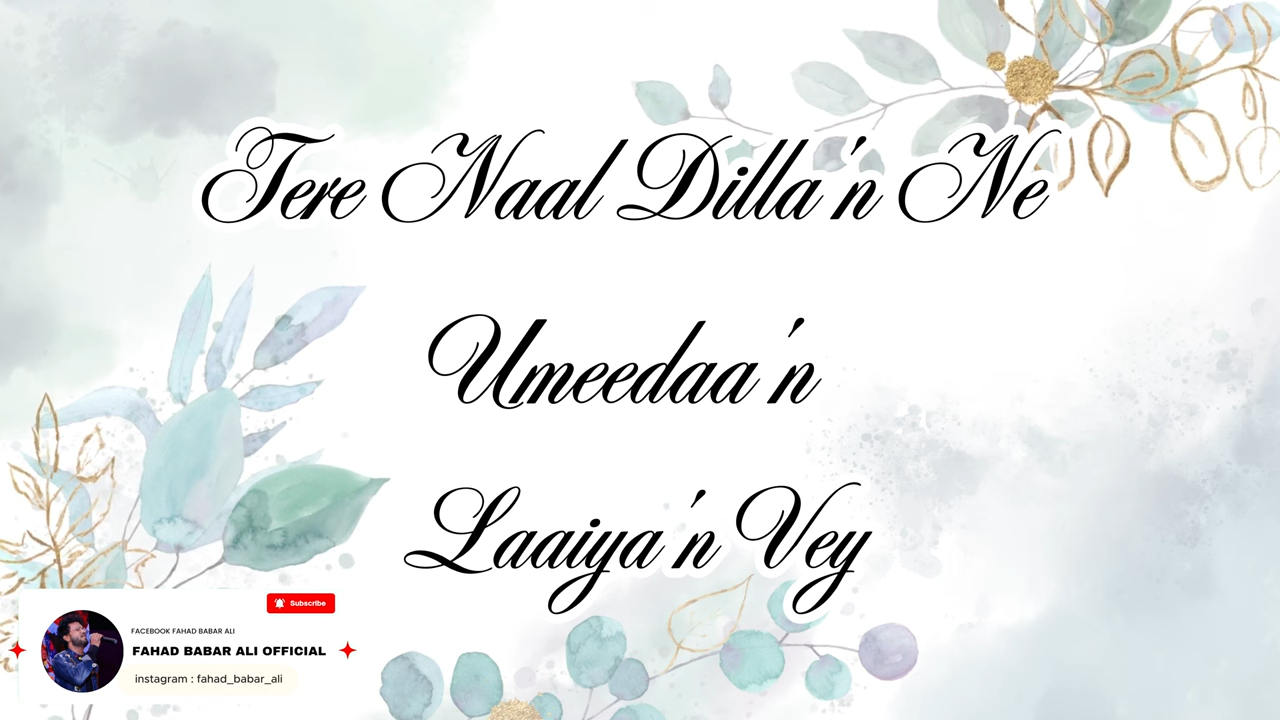 Tere Naal Dilla'n Ne
Umeedaa'n
Laaiya'n Vey
Subscribe
FACEBOOK FAHAD BABAR ALI
FAHAD BABAR ALI OFFICIAL
instagram : fahad_babar_ali